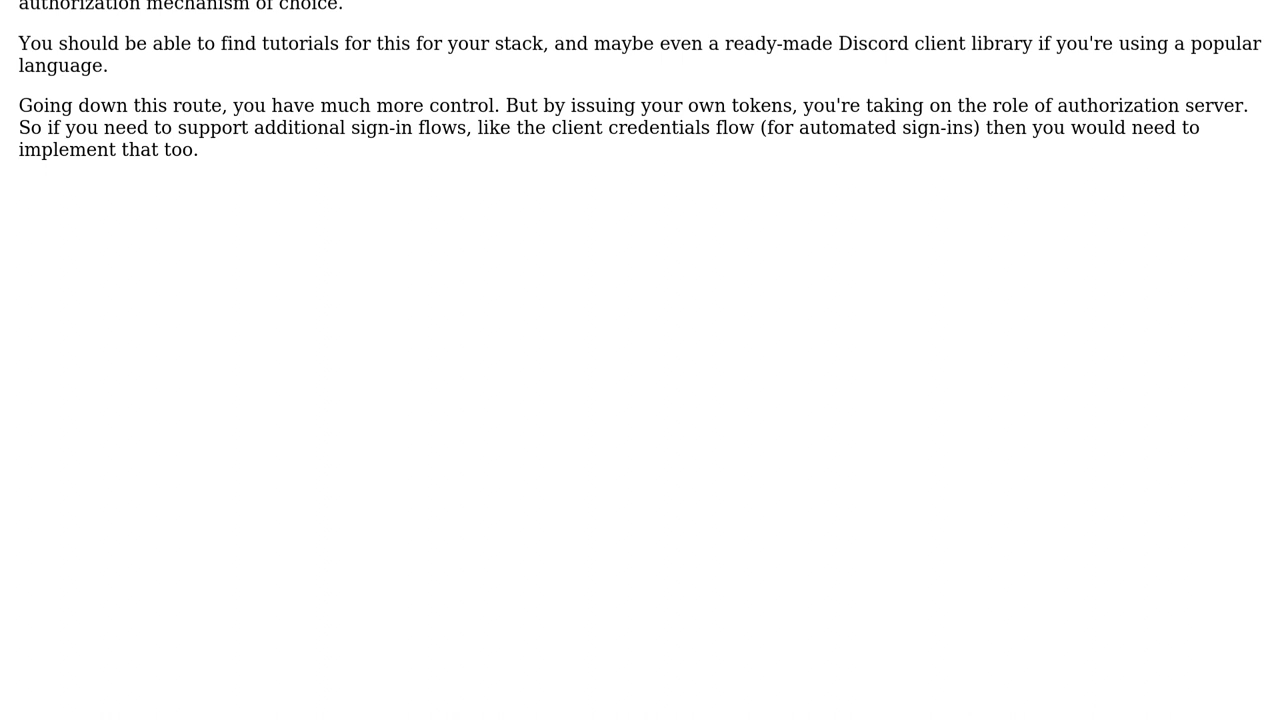 authorization mechanism of choice.
You should be able to find tutorials for this for your stack, and maybe even a ready-made Discord client library if you're using a popular
language.
Going down this route, you have much more control. But by issuing your own tokens, you're taking on the role of authorization server.
So if you need to support additional sign-in flows, like the client credentials flow (for automated sign-ins) then you would need to
implement that too.